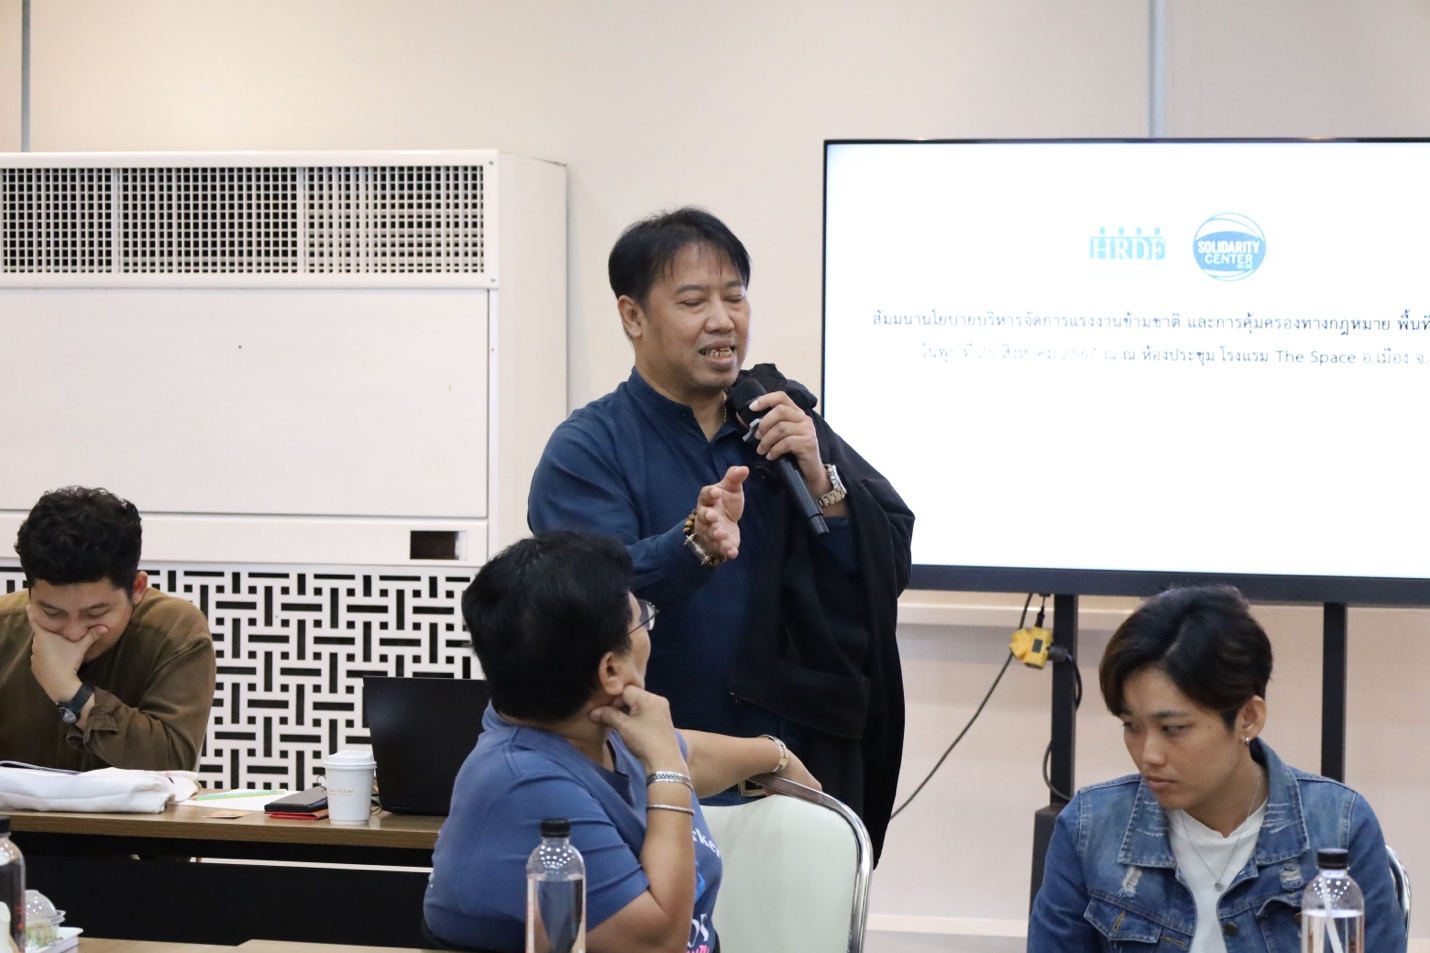 HRDF
SOLIDARITY
CENTER
สัมมนานโยบายบริหารจัดการแรงงานข้ามชาติ และการคุ้มครองทางกฎหมาย พื้นที่
วันพุธ ที่ 25 สิงหาคม 2567 ณ ณ ห้องประชุม โรงแรม The Space อ.เมือง จ.